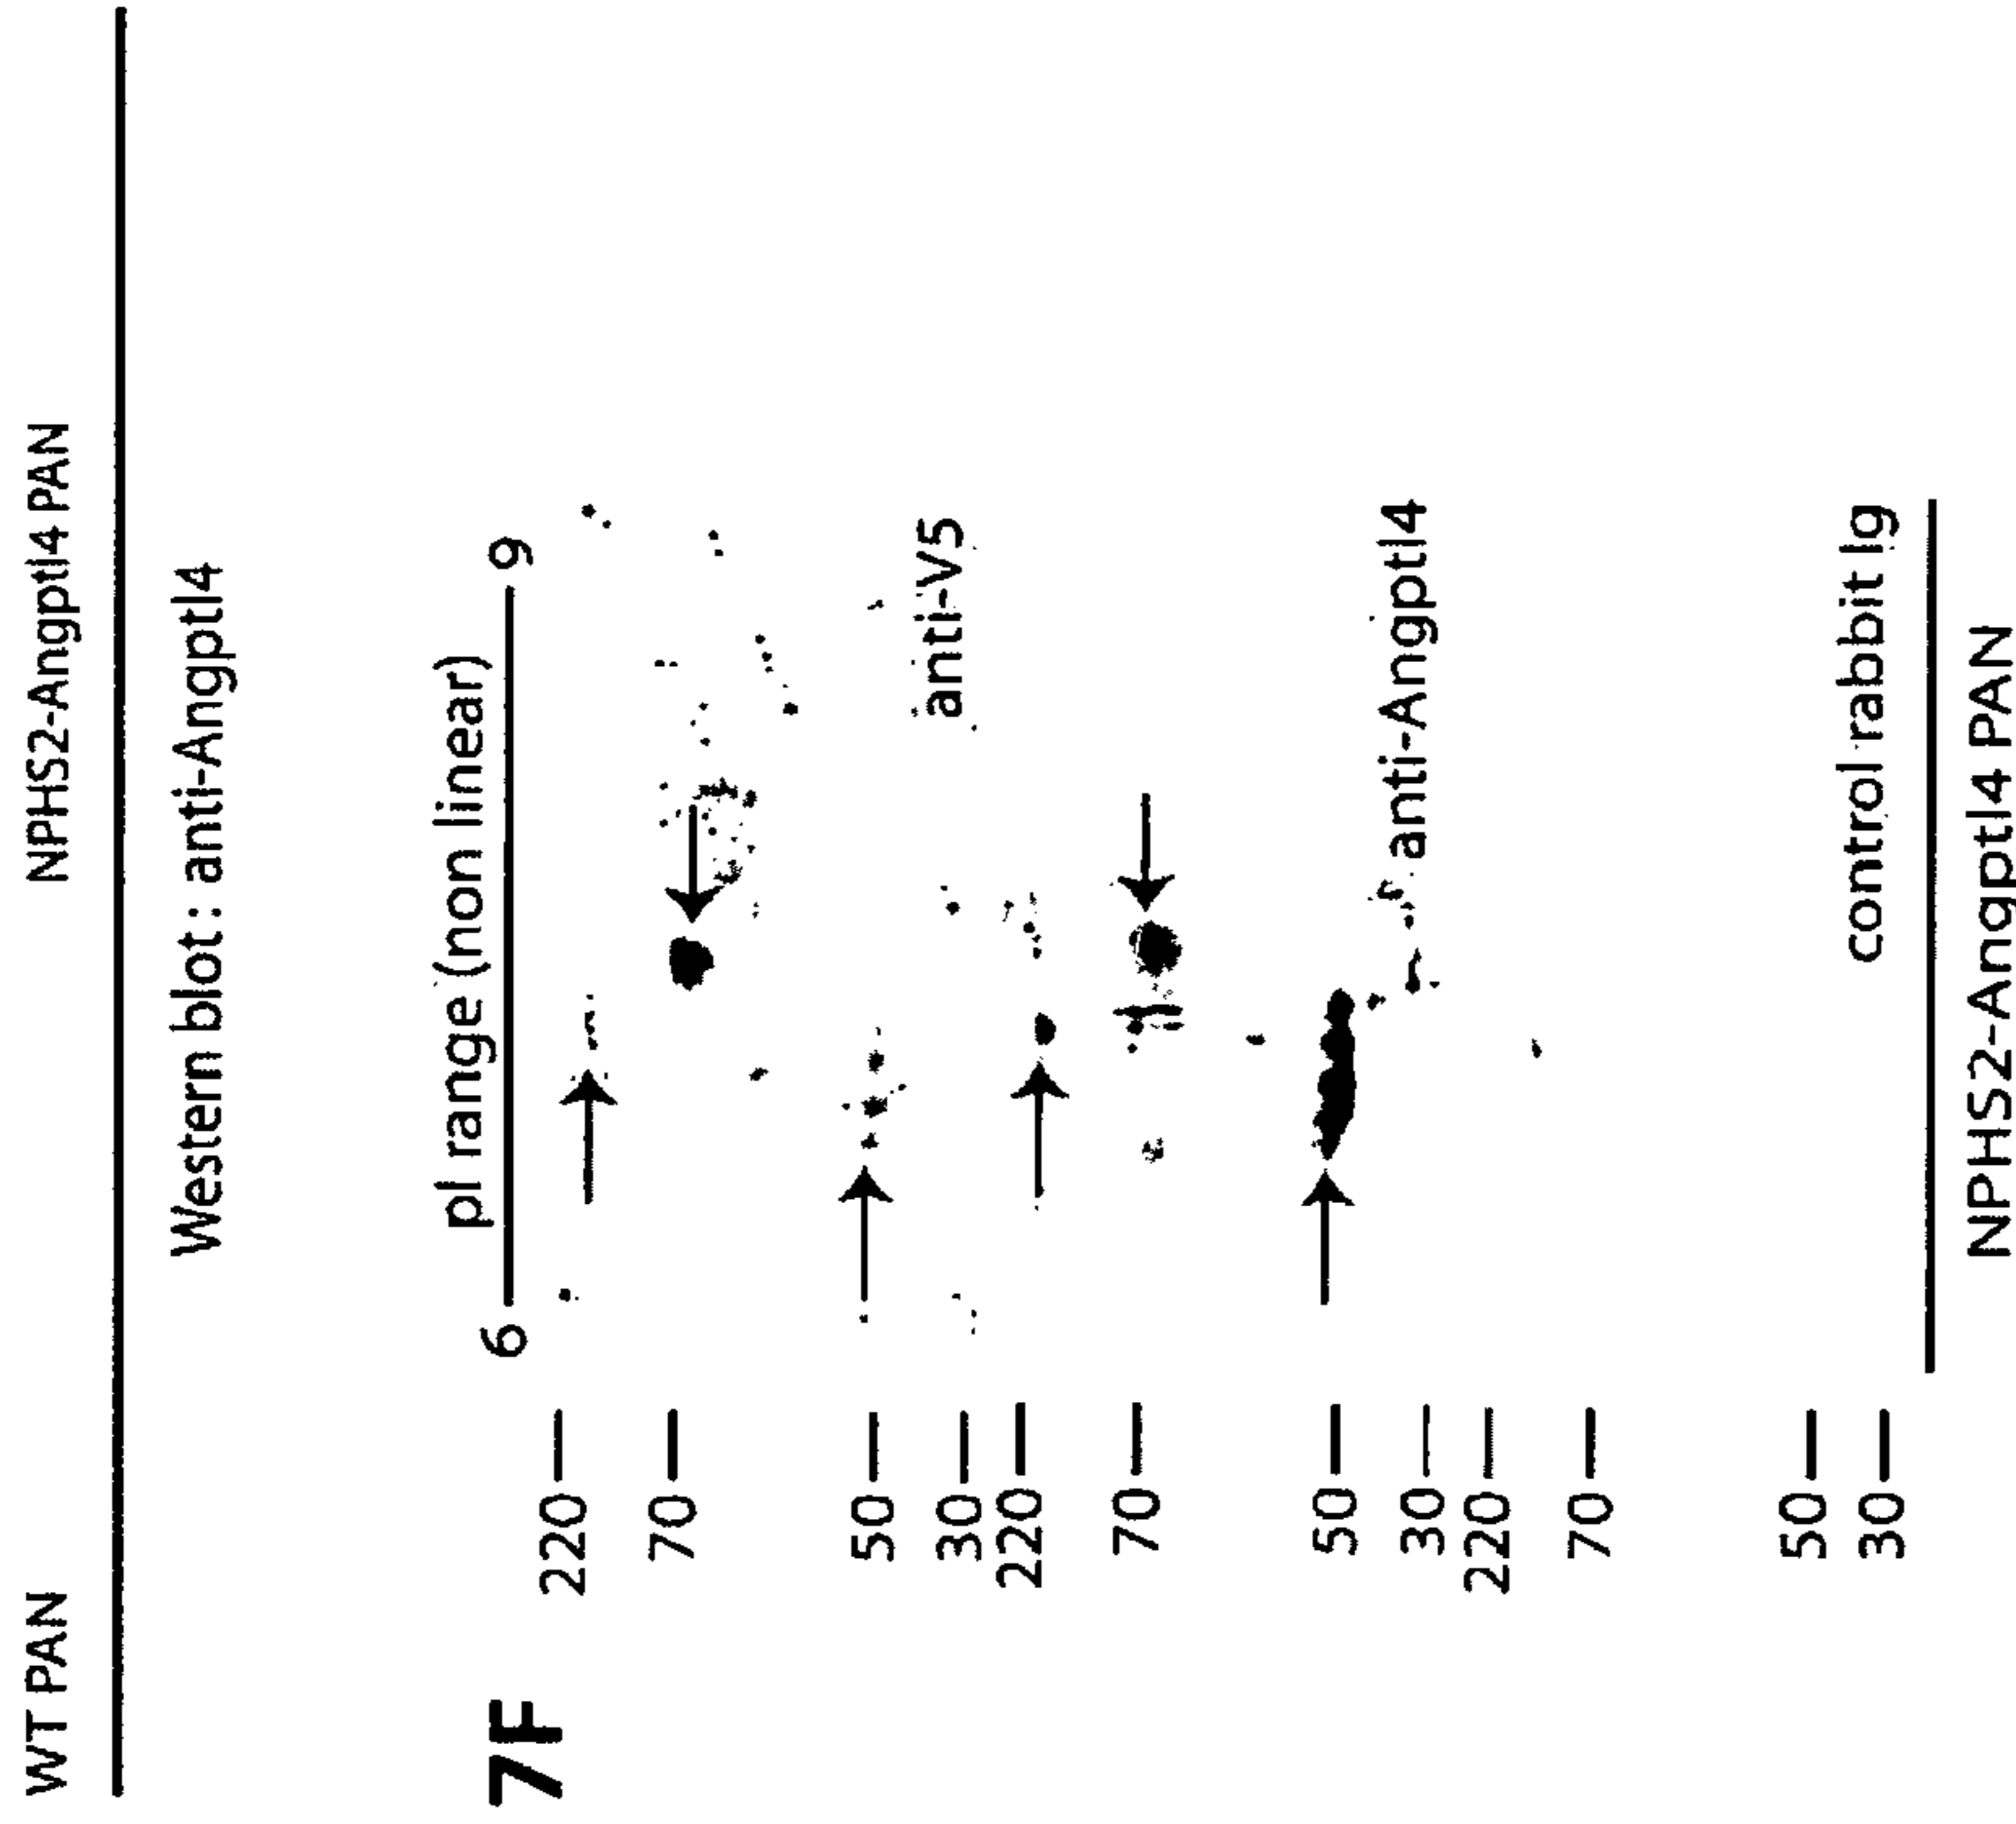 WT PAN
NPHS2-Angptl4 PAN
Western blot : anti-Angptl4
7F
pI range (non linear)
6
9
220
70
50
30
anti-V5
220
70
50
30
anti-Angptl4
220
70
50
30
control rabbit Ig
NPHS2-Angptl4 PAN